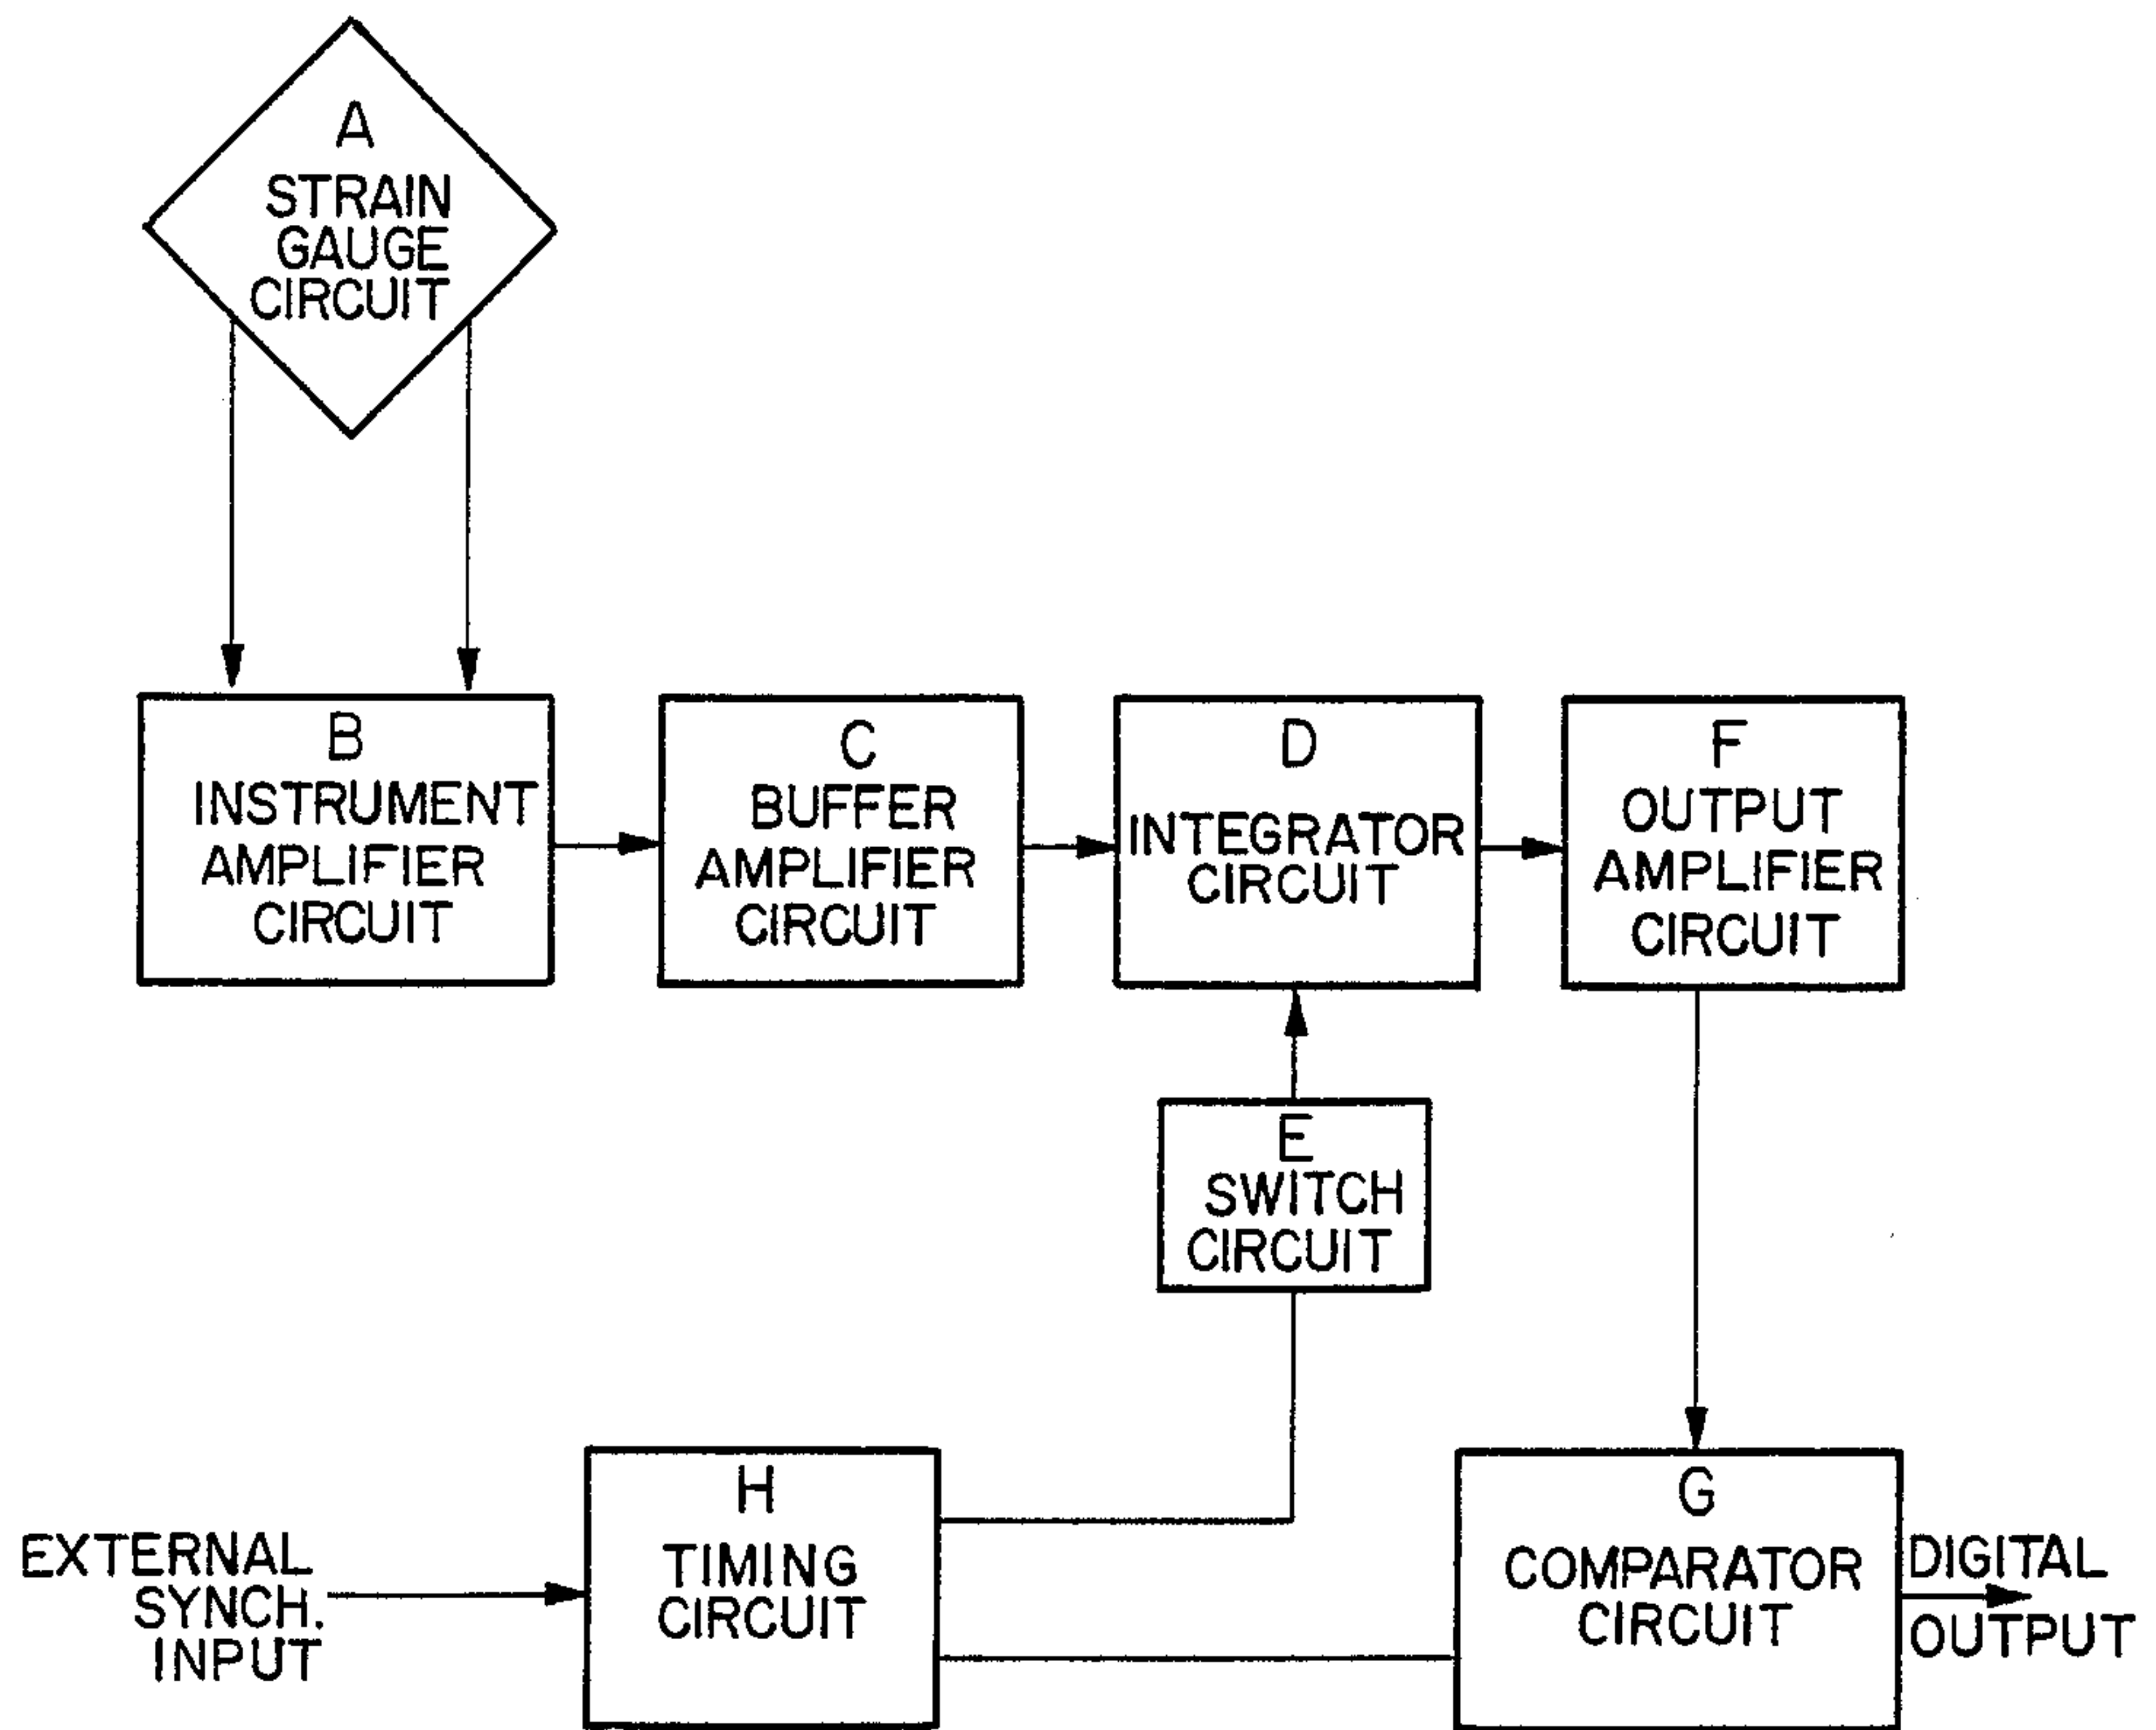 A
STRAIN
GAUGE
CIRCUIT
B
INSTRUMENT
AMPLIFIER
CIRCUIT
C
BUFFER
AMPLIFIER
CIRCUIT
D
INTEGRATOR
CIRCUIT
F
OUTPUT
AMPLIFIER
CIRCUIT
E
SWITCH
CIRCUIT
EXTERNAL
SYNCH.
INPUT
H
TIMING
CIRCUIT
G
COMPARATOR
CIRCUIT
DIGITAL
OUTPUT